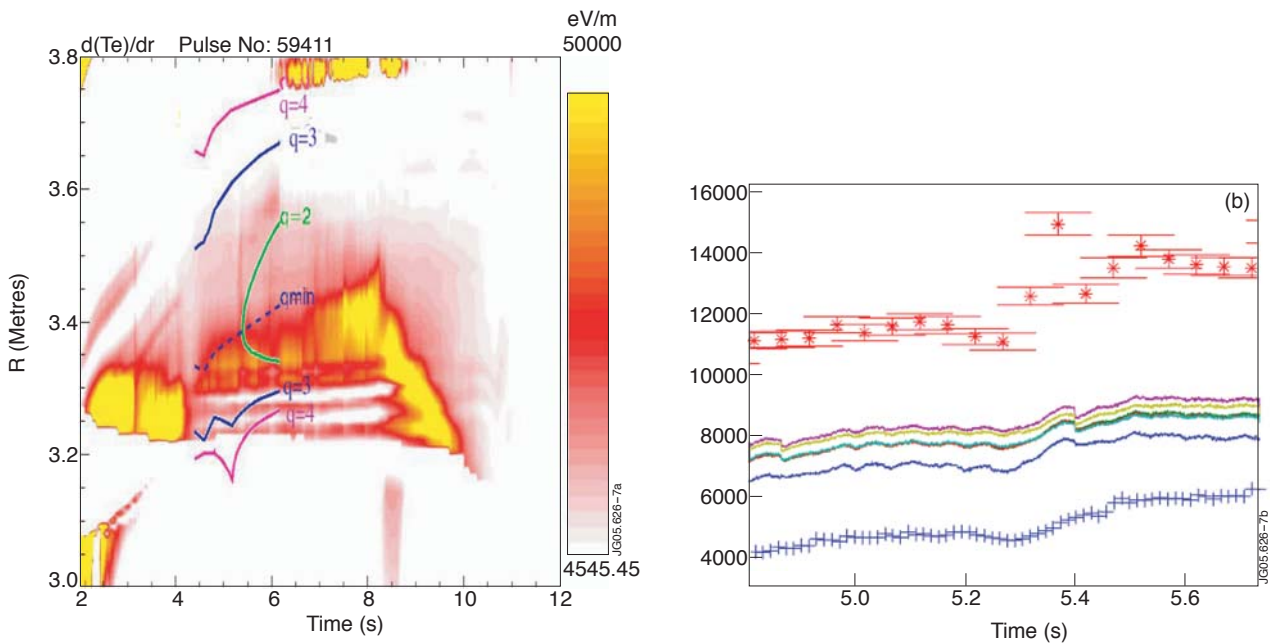 d(Te)/dr Pulse No: 59411
eV/m
50000
3.8
3.6
3.4
3.2
3.0
R (Metres)
q=4
q=3
q=2
qmin
q=3
q=4
2
4
6
8
10
12
Time (s)
4545.45
JG05.626-7a
(b)
16000
14000
12000
10000
8000
6000
4000
5.0
5.2
5.4
5.6
Time (s)
JG05.626-7b